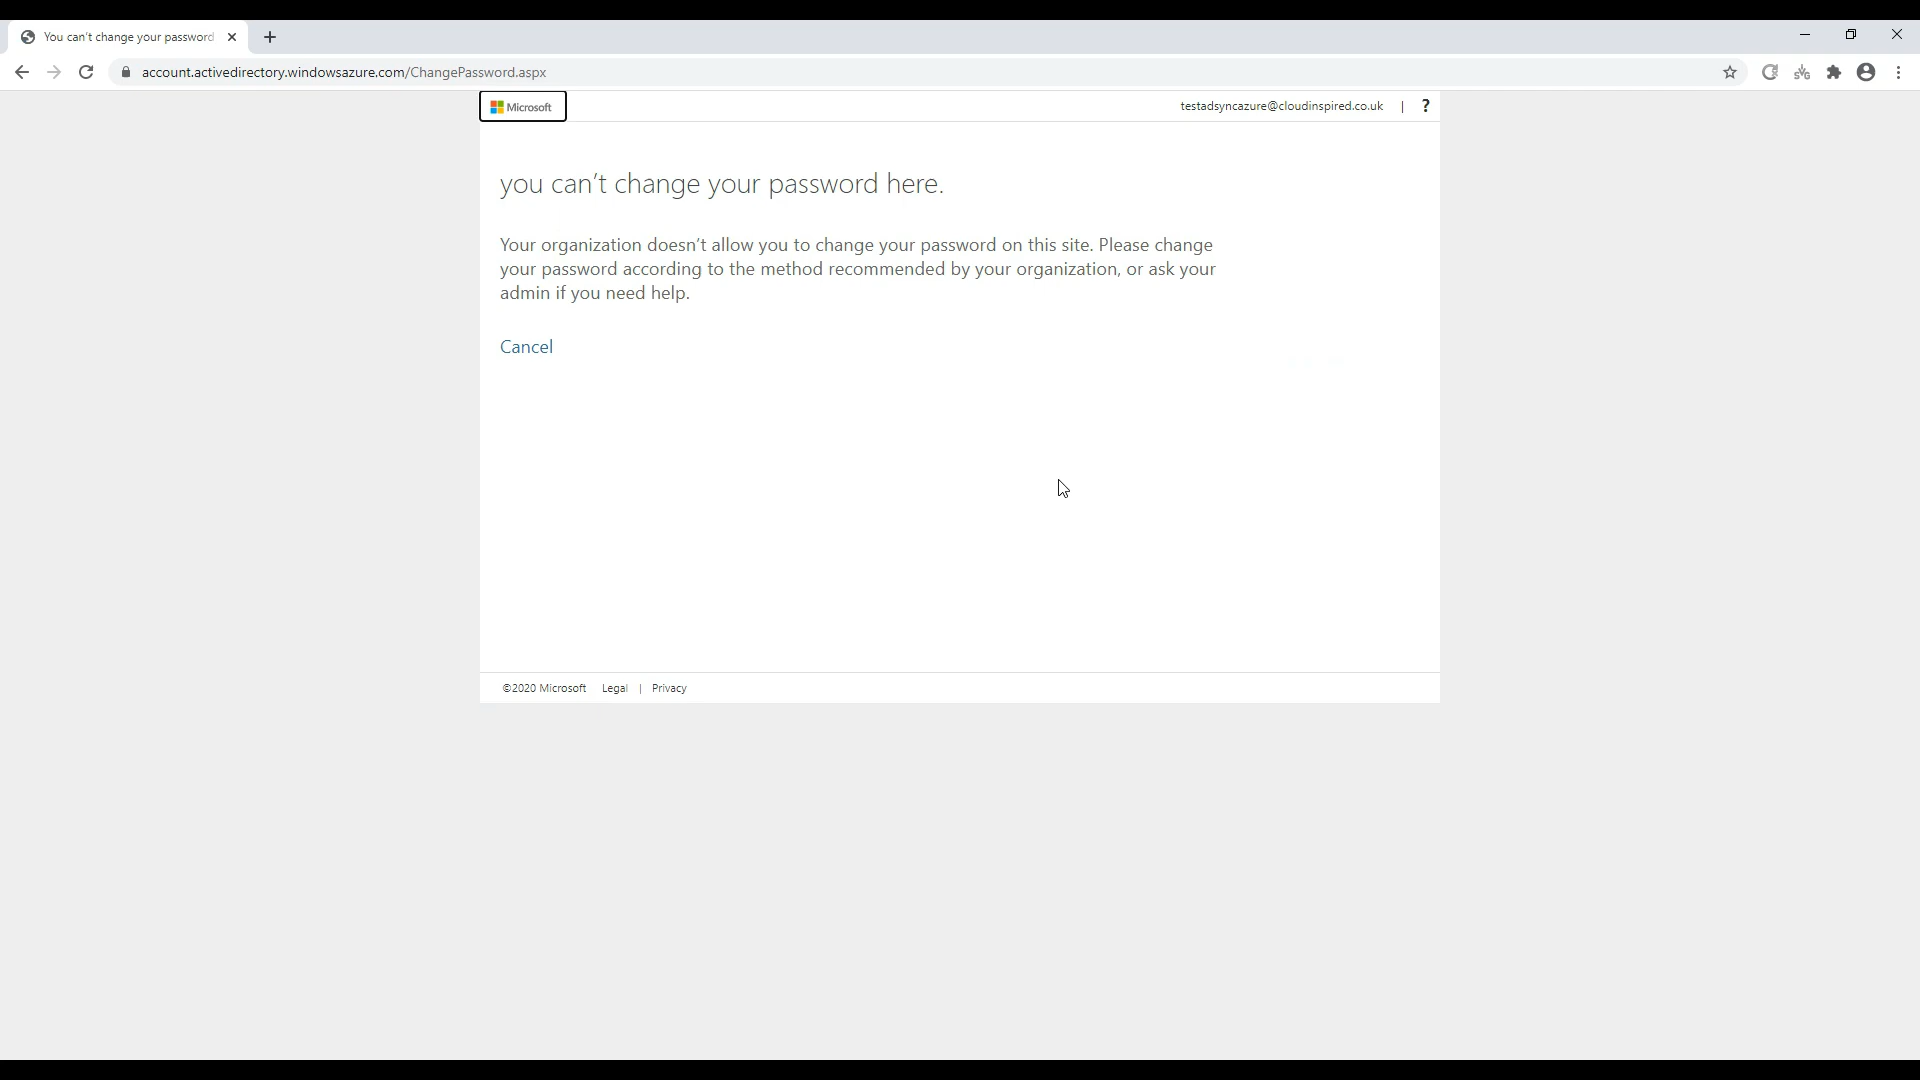 You can't change your password
account.activedirectory.windowsazure.com/ChangePassword.aspx
Microsoft
testadsyncazure@cloudinspired.co.uk | ?
you can't change your password here.
Your organization doesn't allow you to change your password on this site. Please change
your password according to the method recommended by your organization, or ask your
admin if you need help.
Cancel
©2020 Microsoft Legal | Privacy